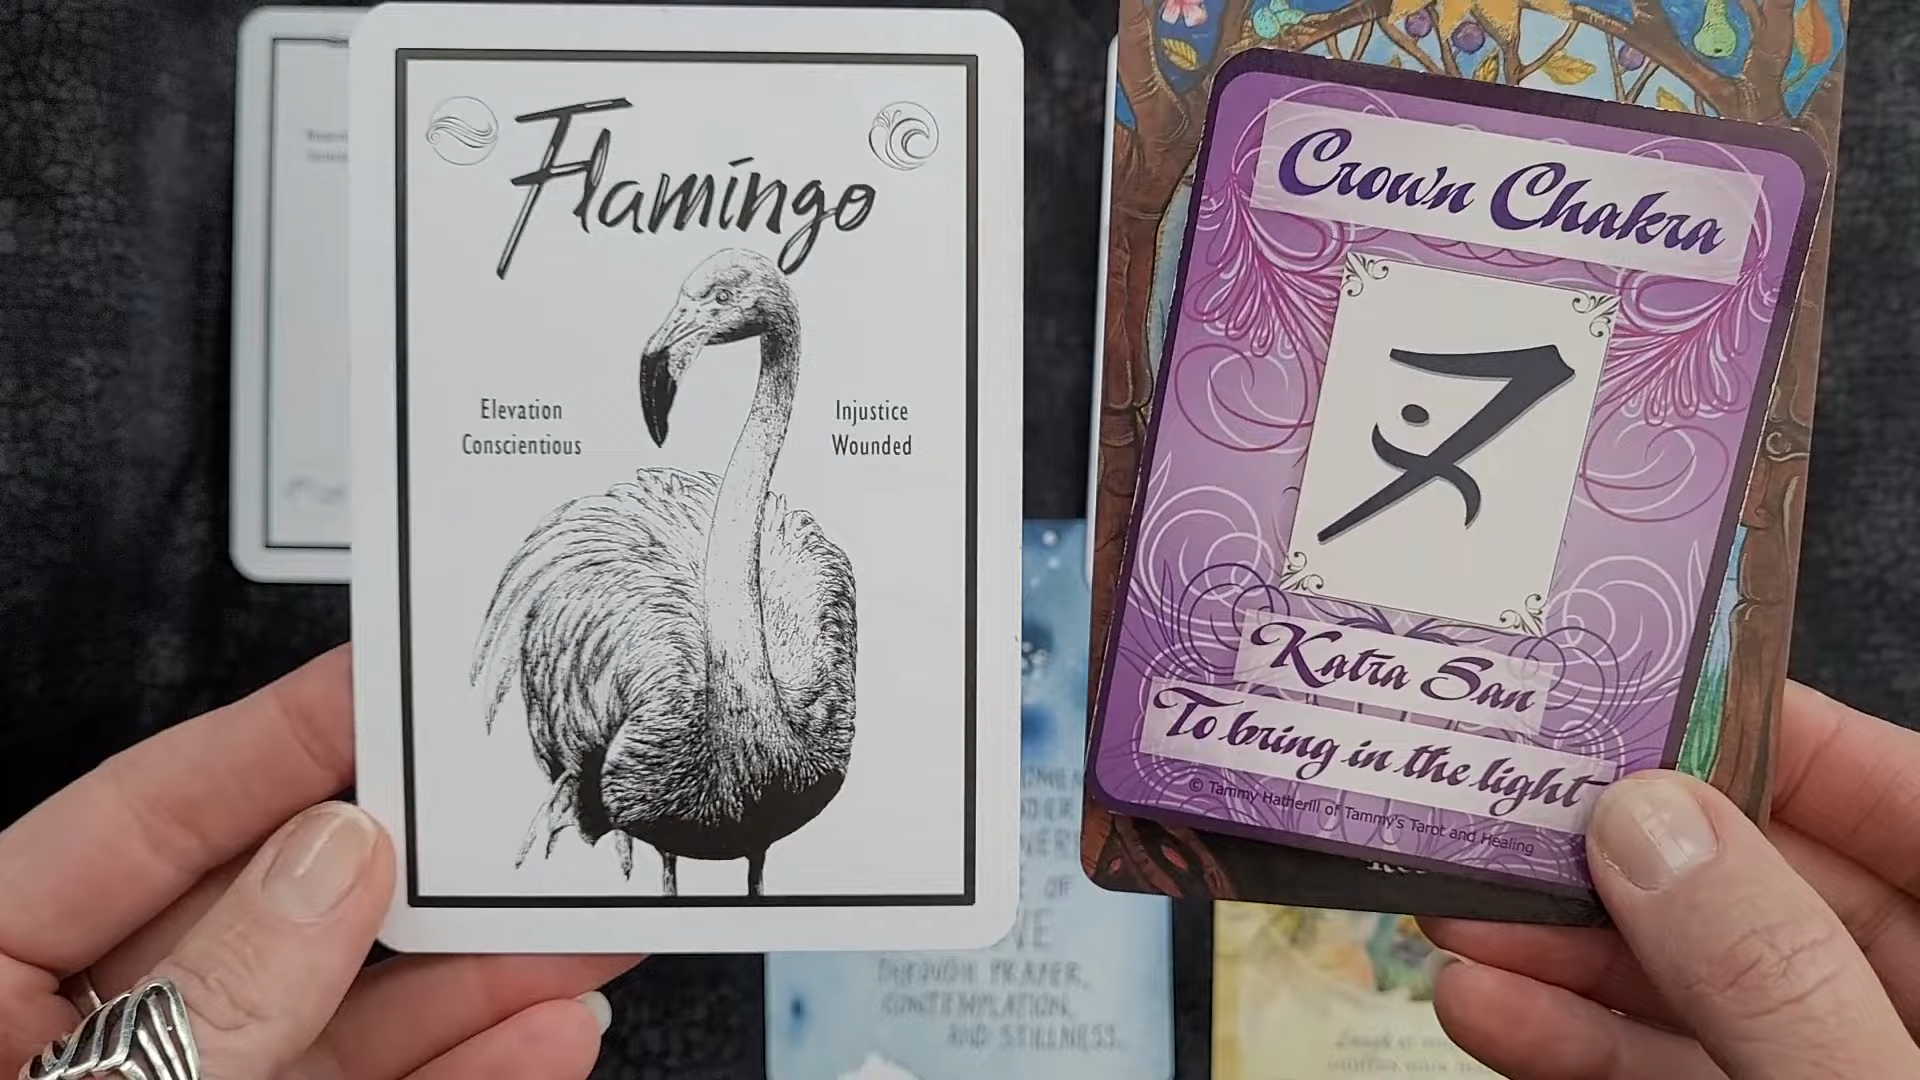 Flamingo
Elevation
Conscientious
Injustice
Wounded
Crown Chakra
Katra San
To bring in the light
© Tammy Hatherill of Tammy's Tarot and Healing
OF
THROUGH PRAYER,
CONTEMPLATION,
AND STILLNESS.